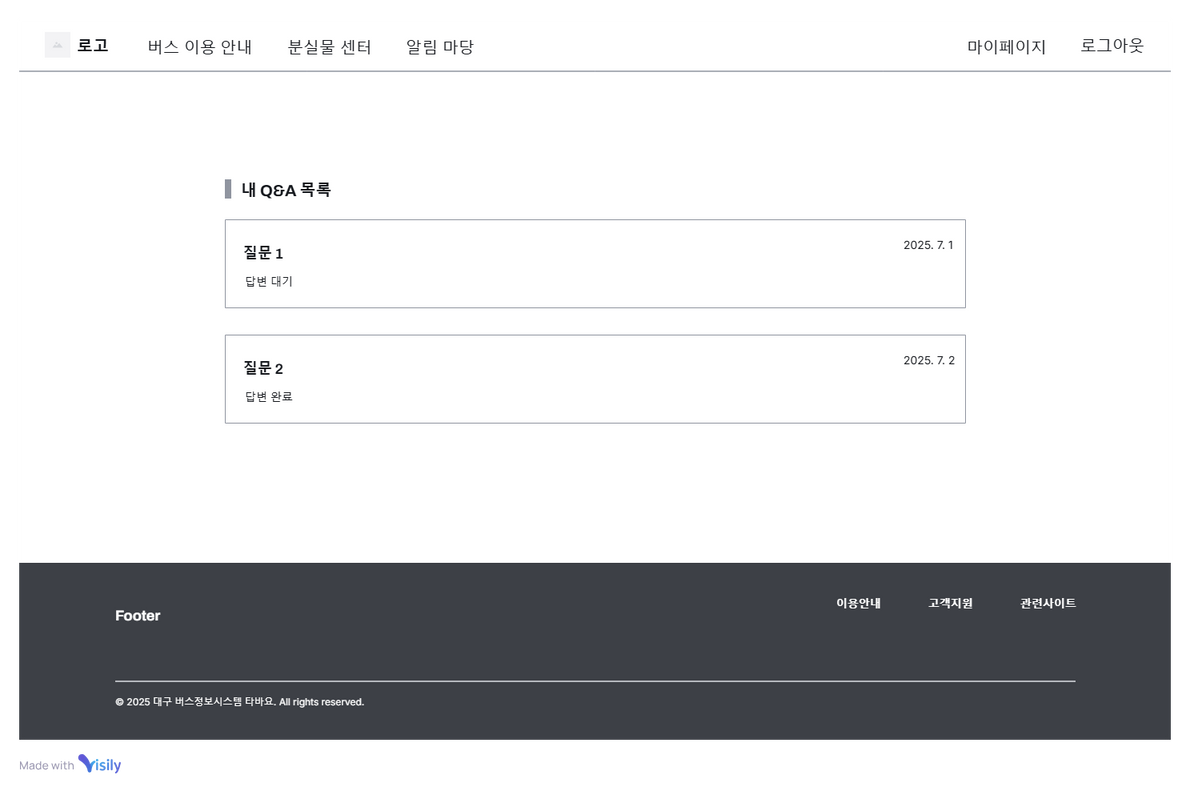 로고 버스 이용 안내 분실물 센터 알림 마당 마이페이지 로그아웃
내 Q&A 목록
질문 1 2025. 7. 1
답변 대기
질문 2 2025. 7. 2
답변 완료
이용안내 고객지원 관련사이트
Footer
© 2025 대구 버스정보시스템 타바요. All rights reserved.
Made with Visily